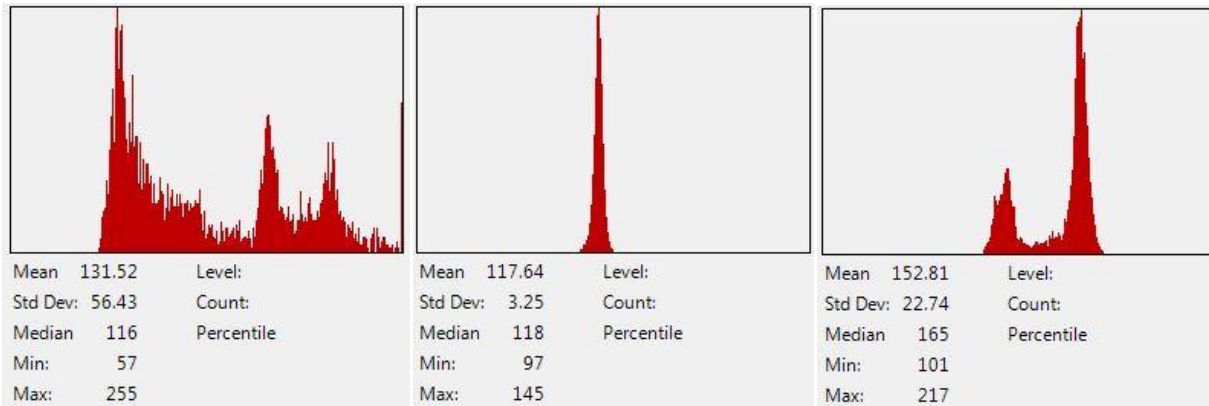 Mean 131.52 Level:
Std Dev: 56.43 Count:
Median 116 Percentile
Min: 57
Max: 255
Mean 117.64 Level:
Std Dev: 3.25 Count:
Median 118 Percentile
Min: 97
Max: 145
Mean 152.81 Level:
Std Dev: 22.74 Count:
Median 165 Percentile
Min: 101
Max: 217